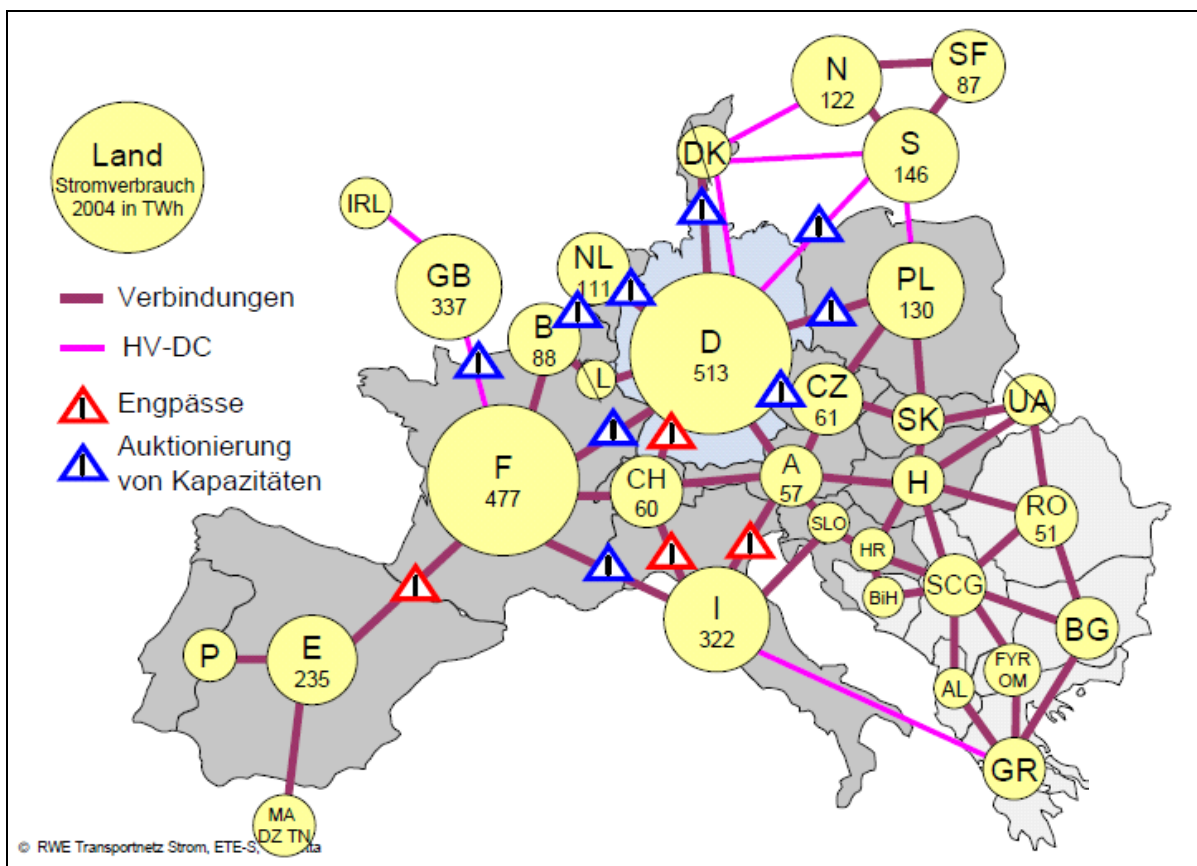 Land
Stromverbrauch
2004 in TWh
Verbindungen
HV-DC
Engpässe
Auktionierung
von Kapazitäten
N
122
SF
87
DK
S
146
IRL
GB
337
NL
111
PL
130
B
88
L
D
513
CZ
61
SK
UA
F
477
CH
60
A
57
H
RO
51
SLO
HR
BiH
SCG
BG
I
322
P
E
235
AL
FYR
OM
GR
MA
DZ TN
© RWE Transportnetz Strom, ETE-S,